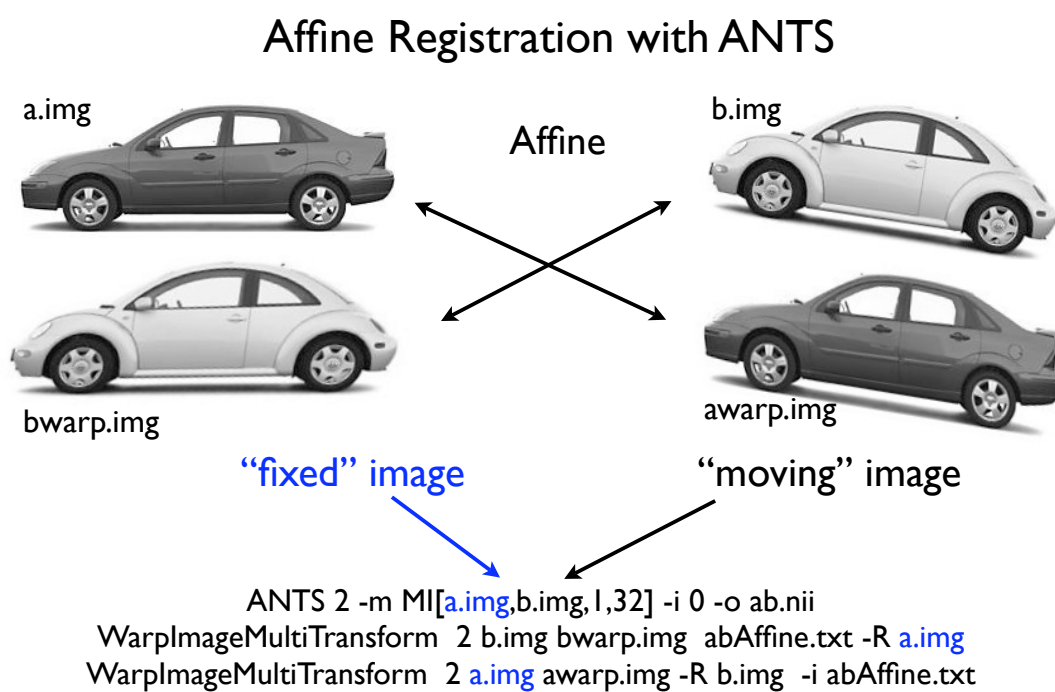 Affine Registration with ANTS
a.img
Affine
b.img
bwarp.img
awarp.img
“fixed” image
“moving” image
ANTS 2 -m MI[a.img,b.img,1,32] -i 0 -o ab.nii
WarpImageMultiTransform 2 b.img bwarp.img abAffine.txt -R a.img
WarpImageMultiTransform 2 a.img awarp.img -R b.img -i abAffine.txt